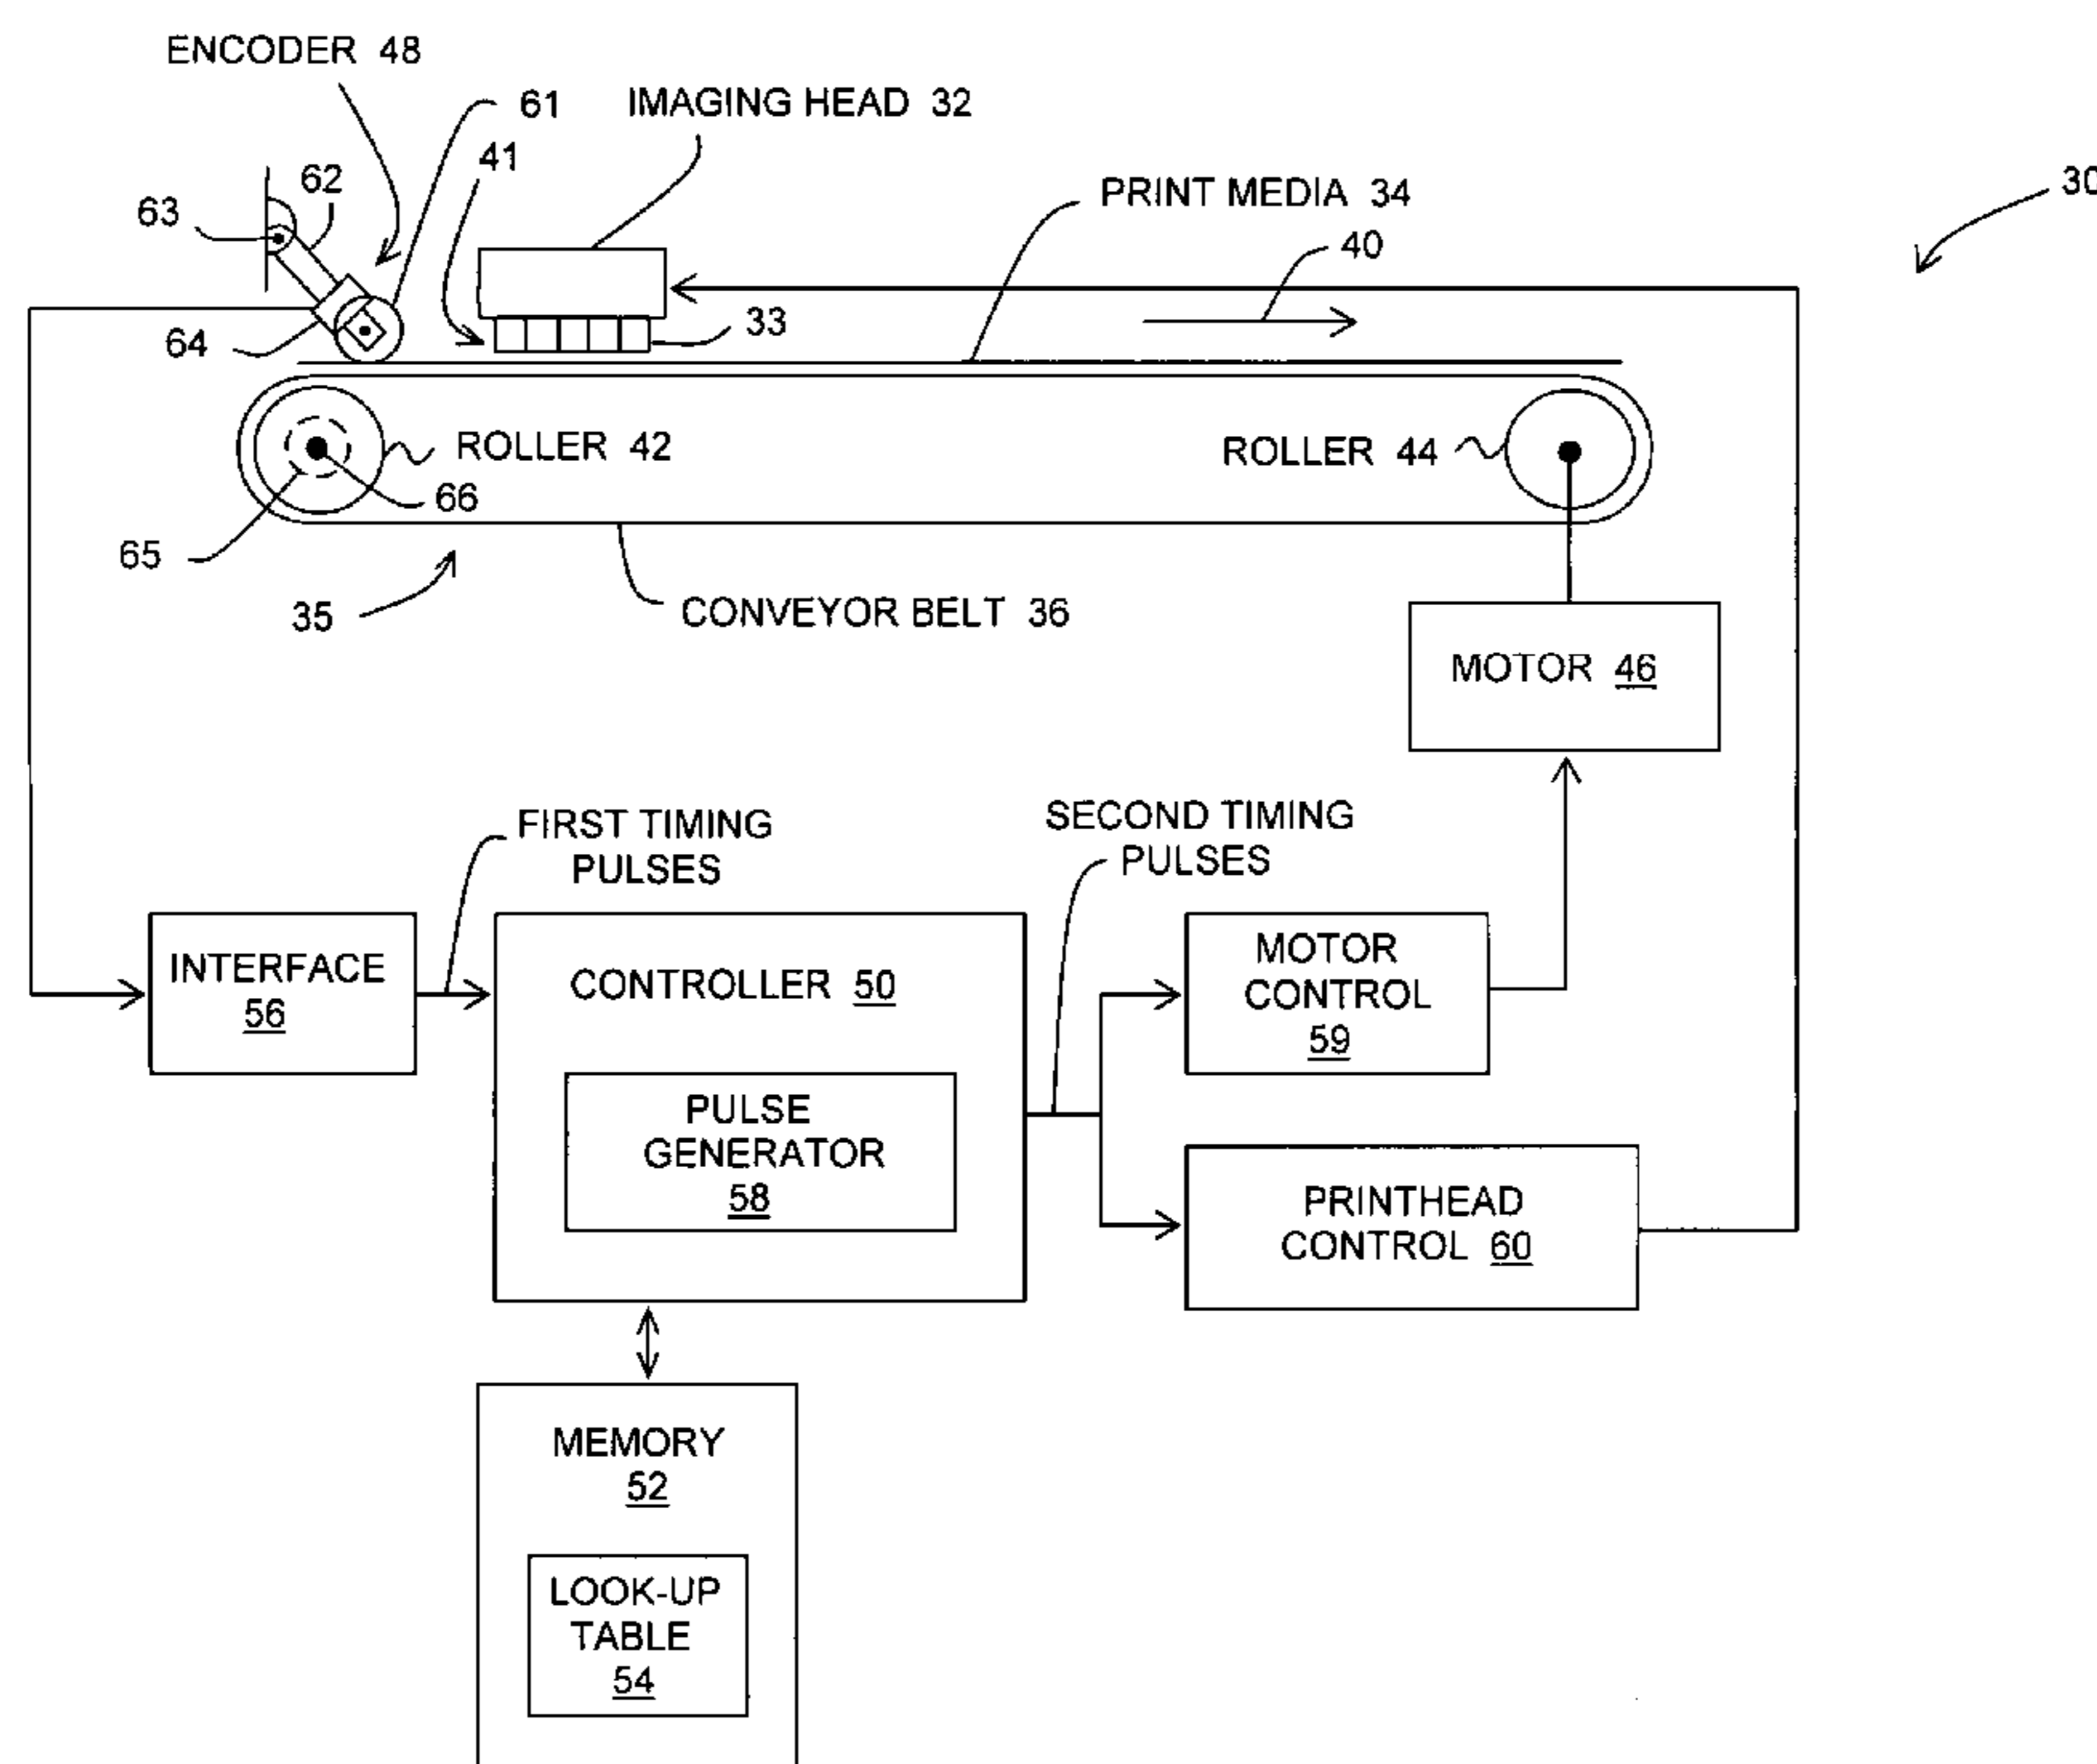 ENCODER 48
61
IMAGING HEAD 32
41
62
63
PRINT MEDIA 34
40
30
33
64
ROLLER 42
ROLLER 44
66
65
35
CONVEYOR BELT 36
MOTOR 46
FIRST TIMING
PULSES
SECOND TIMING
PULSES
INTERFACE
56
CONTROLLER 50
MOTOR
CONTROL
59
PULSE
GENERATOR
58
PRINTHEAD
CONTROL 60
MEMORY
52
LOOK-UP
TABLE
54